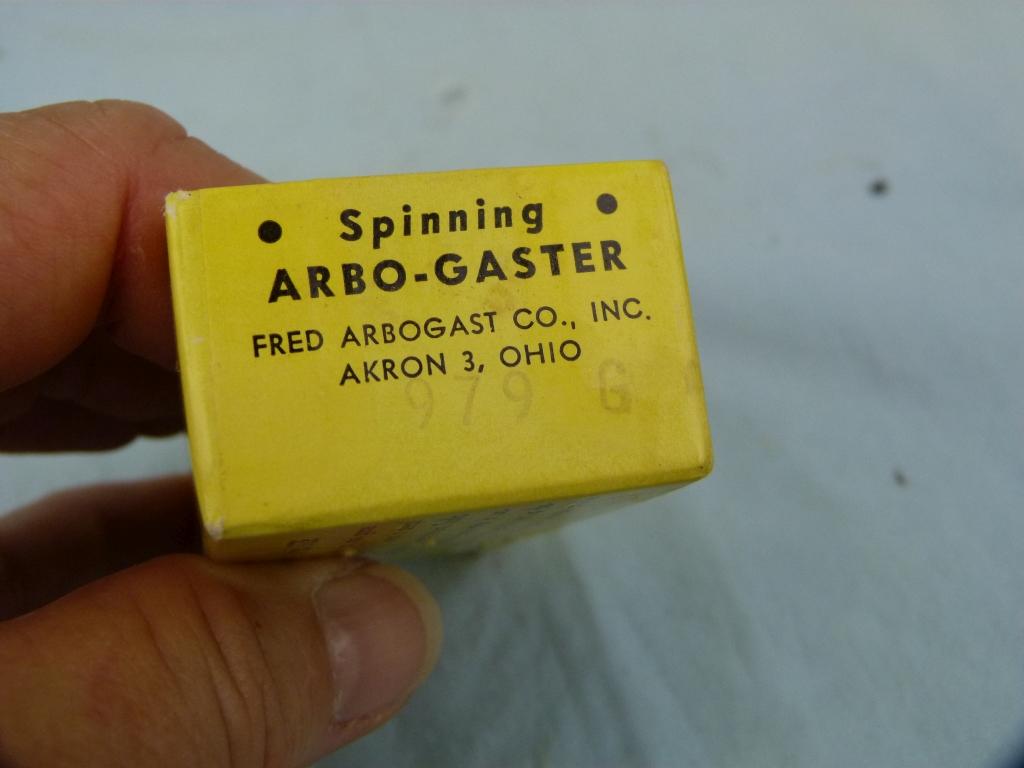 • Spinning •
ARBO-GASTER
FRED ARBOGAST CO., INC.
AKRON 3, OHIO
979 G